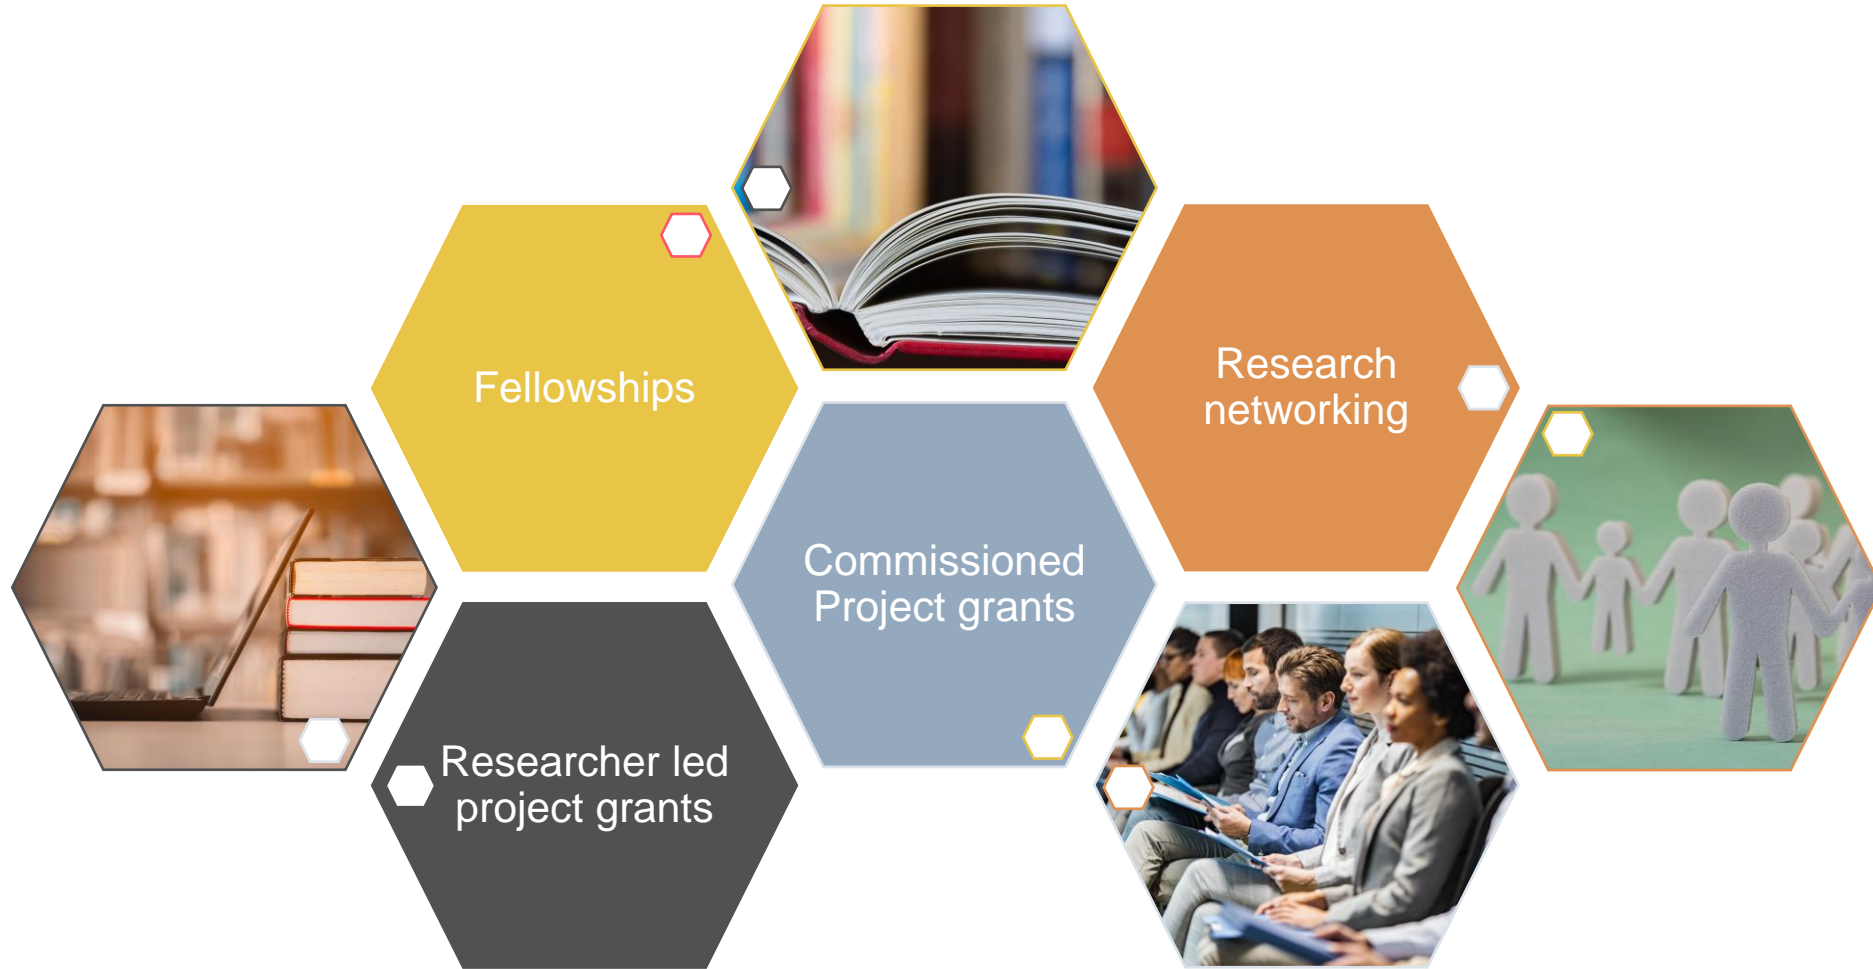 Fellowships
Research
networking
Commissioned
Project grants
Researcher led
project grants